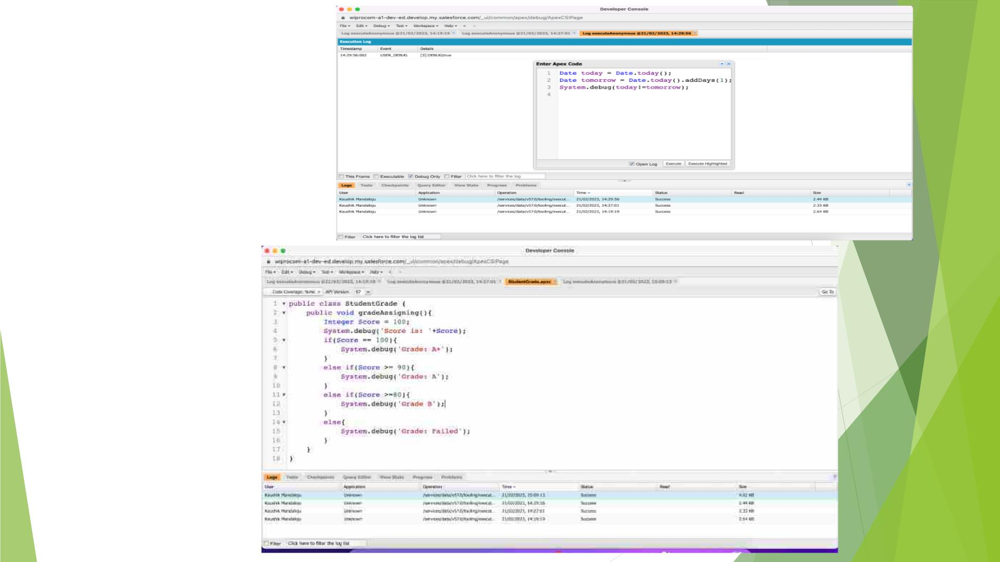 Developer Console
wiprocom-a1-dev-ed.develop.my.salesforce.com/_ui/common/apex/debug/ApexCSIPage
File Edit Debug Test Workspace Help < >
Log executeAnonymous @21/02/2023, 14:19:19 Log executeAnonymous @21/02/2023, 14:27:01 Log executeAnonymous @21/02/2023, 14:29:56
Execution Log
Timestamp Event Details
14:29:56:002 USER_DEBUG [3]|DEBUG|true
Enter Apex Code
1 Date today = Date.today();
2 Date tomorrow = Date.today().addDays(1);
3 System.debug(today!=tomorrow);
4
Open Log Execute Execute Highlighted
This Frame Executable Debug Only Filter Click here to filter the log
Logs Tests Checkpoints Query Editor View State Progress Problems
User Application Operation Time Status Read Size
Kaushik Mandaloju Unknown /services/data/v57.0/tooling/execut... 21/02/2023, 14:29:56 Success 2.44 KB
Kaushik Mandaloju Unknown /services/data/v57.0/tooling/execut... 21/02/2023, 14:27:01 Success 2.33 KB
Kaushik Mandaloju Unknown /services/data/v57.0/tooling/execut... 21/02/2023, 14:19:19 Success 2.64 KB
Filter Click here to filter the log list
Developer Console
wiprocom-a1-dev-ed.develop.my.salesforce.com/_ui/common/apex/debug/ApexCSIPage
File Edit Debug Test Workspace Help <
Log executeAnonymous @21/02/2023, 14:19:19 Log executeAnonymous @21/02/2023, 14:27:01 StudentGrade.apxc Log executeAnonymous @21/02/2023, 15:09:13
Code Coverage: None API Version: 57 Go To
1 public class StudentGrade {
2 public void gradeAssigning(){
3 Integer Score = 100;
4 System.debug('Score is: '+Score);
5 if(Score == 100){
6 System.debug('Grade: A+');
7 }
8 else if(Score >= 90){
9 System.debug('Grade: A');
10 }
11 else if(Score >=80){
12 System.debug('Grade B');
13 }
14 else{
15 System.debug('Grade: Failed');
16 }
17 }
18 }
Logs Tests Checkpoints Query Editor View State Progress Problems
User Application Operation Time Status Read Size
Kaushik Mandaloju Unknown /services/data/v57.0/tooling/execut... 21/02/2023, 15:09:13 Success 4.02 KB
Kaushik Mandaloju Unknown /services/data/v57.0/tooling/execut... 21/02/2023, 14:29:56 Success 2.44 KB
Kaushik Mandaloju Unknown /services/data/v57.0/tooling/execut... 21/02/2023, 14:27:01 Success 2.33 KB
Kaushik Mandaloju Unknown /services/data/v57.0/tooling/execut... 21/02/2023, 14:19:19 Success 2.64 KB
Filter Click here to filter the log list